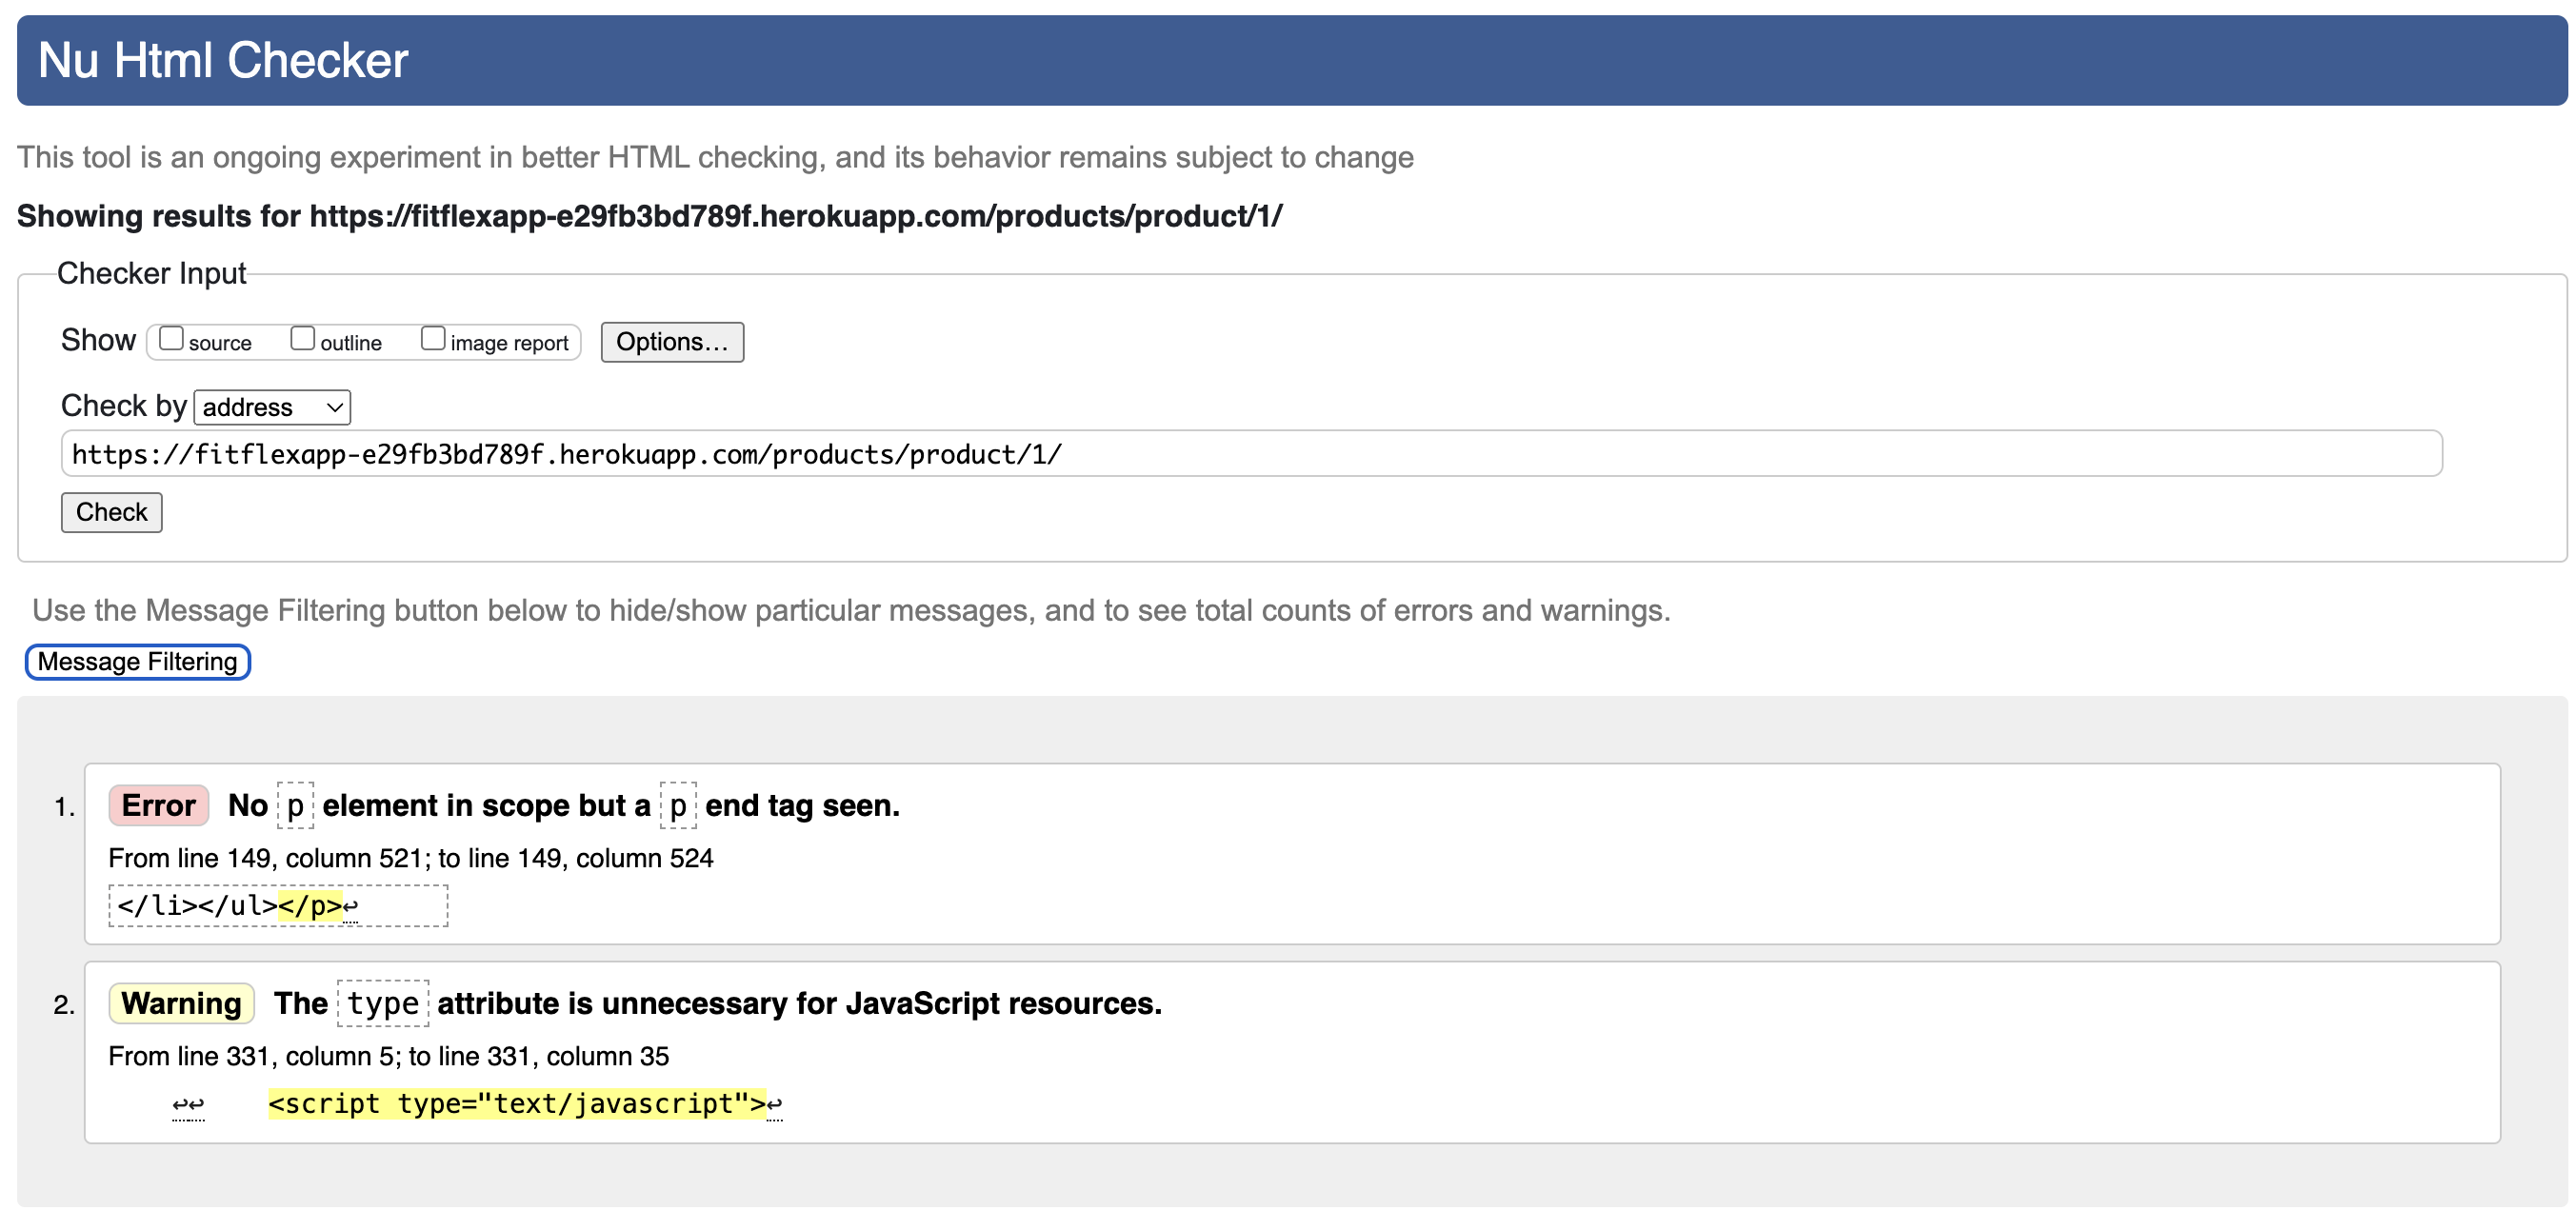 Nu Html Checker
This tool is an ongoing experiment in better HTML checking, and its behavior remains subject to change
Showing results for https://fitflexapp-e29fb3bd789f.herokuapp.com/products/product/1/
Checker Input
Show source outline image report Options...
Check by address
https://fitflexapp-e29fb3bd789f.herokuapp.com/products/product/1/
Check
Use the Message Filtering button below to hide/show particular messages, and to see total counts of errors and warnings.
Message Filtering
1. Error No p element in scope but a p end tag seen.
From line 149, column 521; to line 149, column 524
</li></ul></p>↩
2. Warning The type attribute is unnecessary for JavaScript resources.
From line 331, column 5; to line 331, column 35
↩↩ <script type="text/javascript">↩